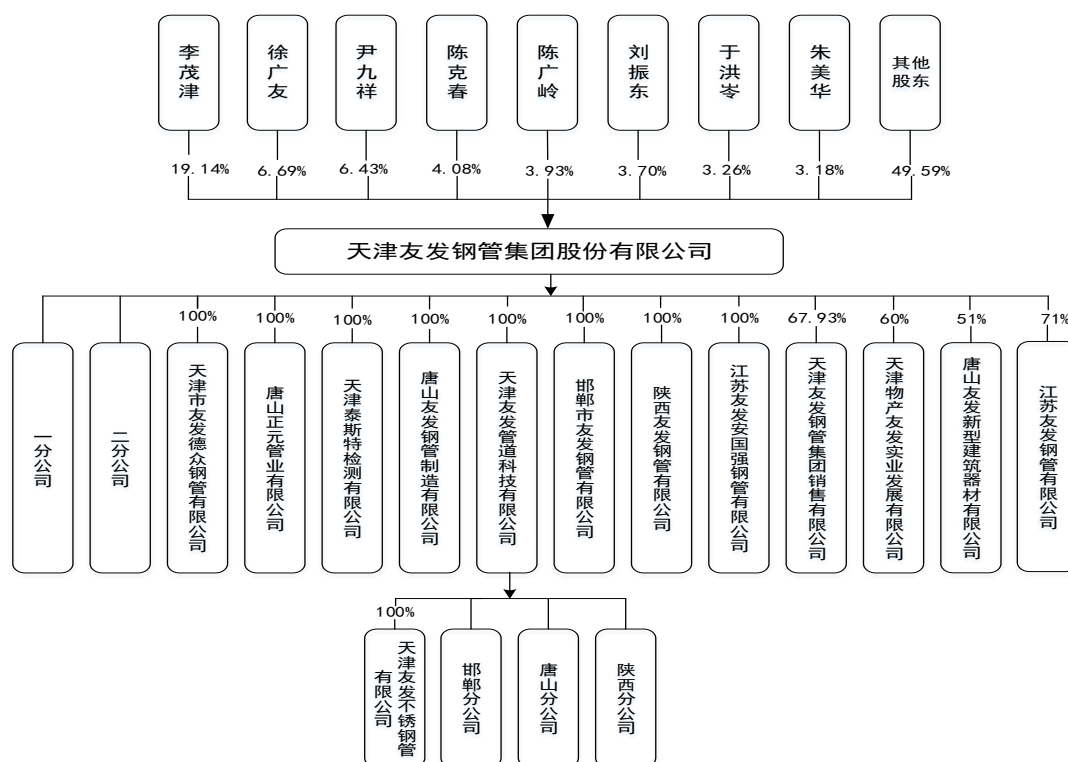 李茂津
徐广友
尹九祥
陈克春
陈广岭
刘振东
于洪岺
朱美华
其他
股东
19.14%
6.69%
6.43%
4.08%
3.93%
3.70%
3.26%
3.18%
49.59%
天津友发钢管集团股份有限公司
100%
100%
100%
100%
100%
100%
100%
100%
67.93%
60%
51%
71%
一分公司
二分公司
天津市友发德众钢管有限公司
唐山正元管业有限公司
天津泰斯特检测有限公司
唐山友发钢管制造有限公司
天津友发管道科技有限公司
邯郸市友发钢管有限公司
陕西友发钢管有限公司
江苏友发安国强钢管有限公司
天津友发钢管集团销售有限公司
天津物产友发实业发展有限公司
唐山友发新型建筑器材有限公司
江苏友发钢管有限公司
100%
天津友发不锈钢管
有限公司
邯郸分公司
唐山分公司
陕西分公司